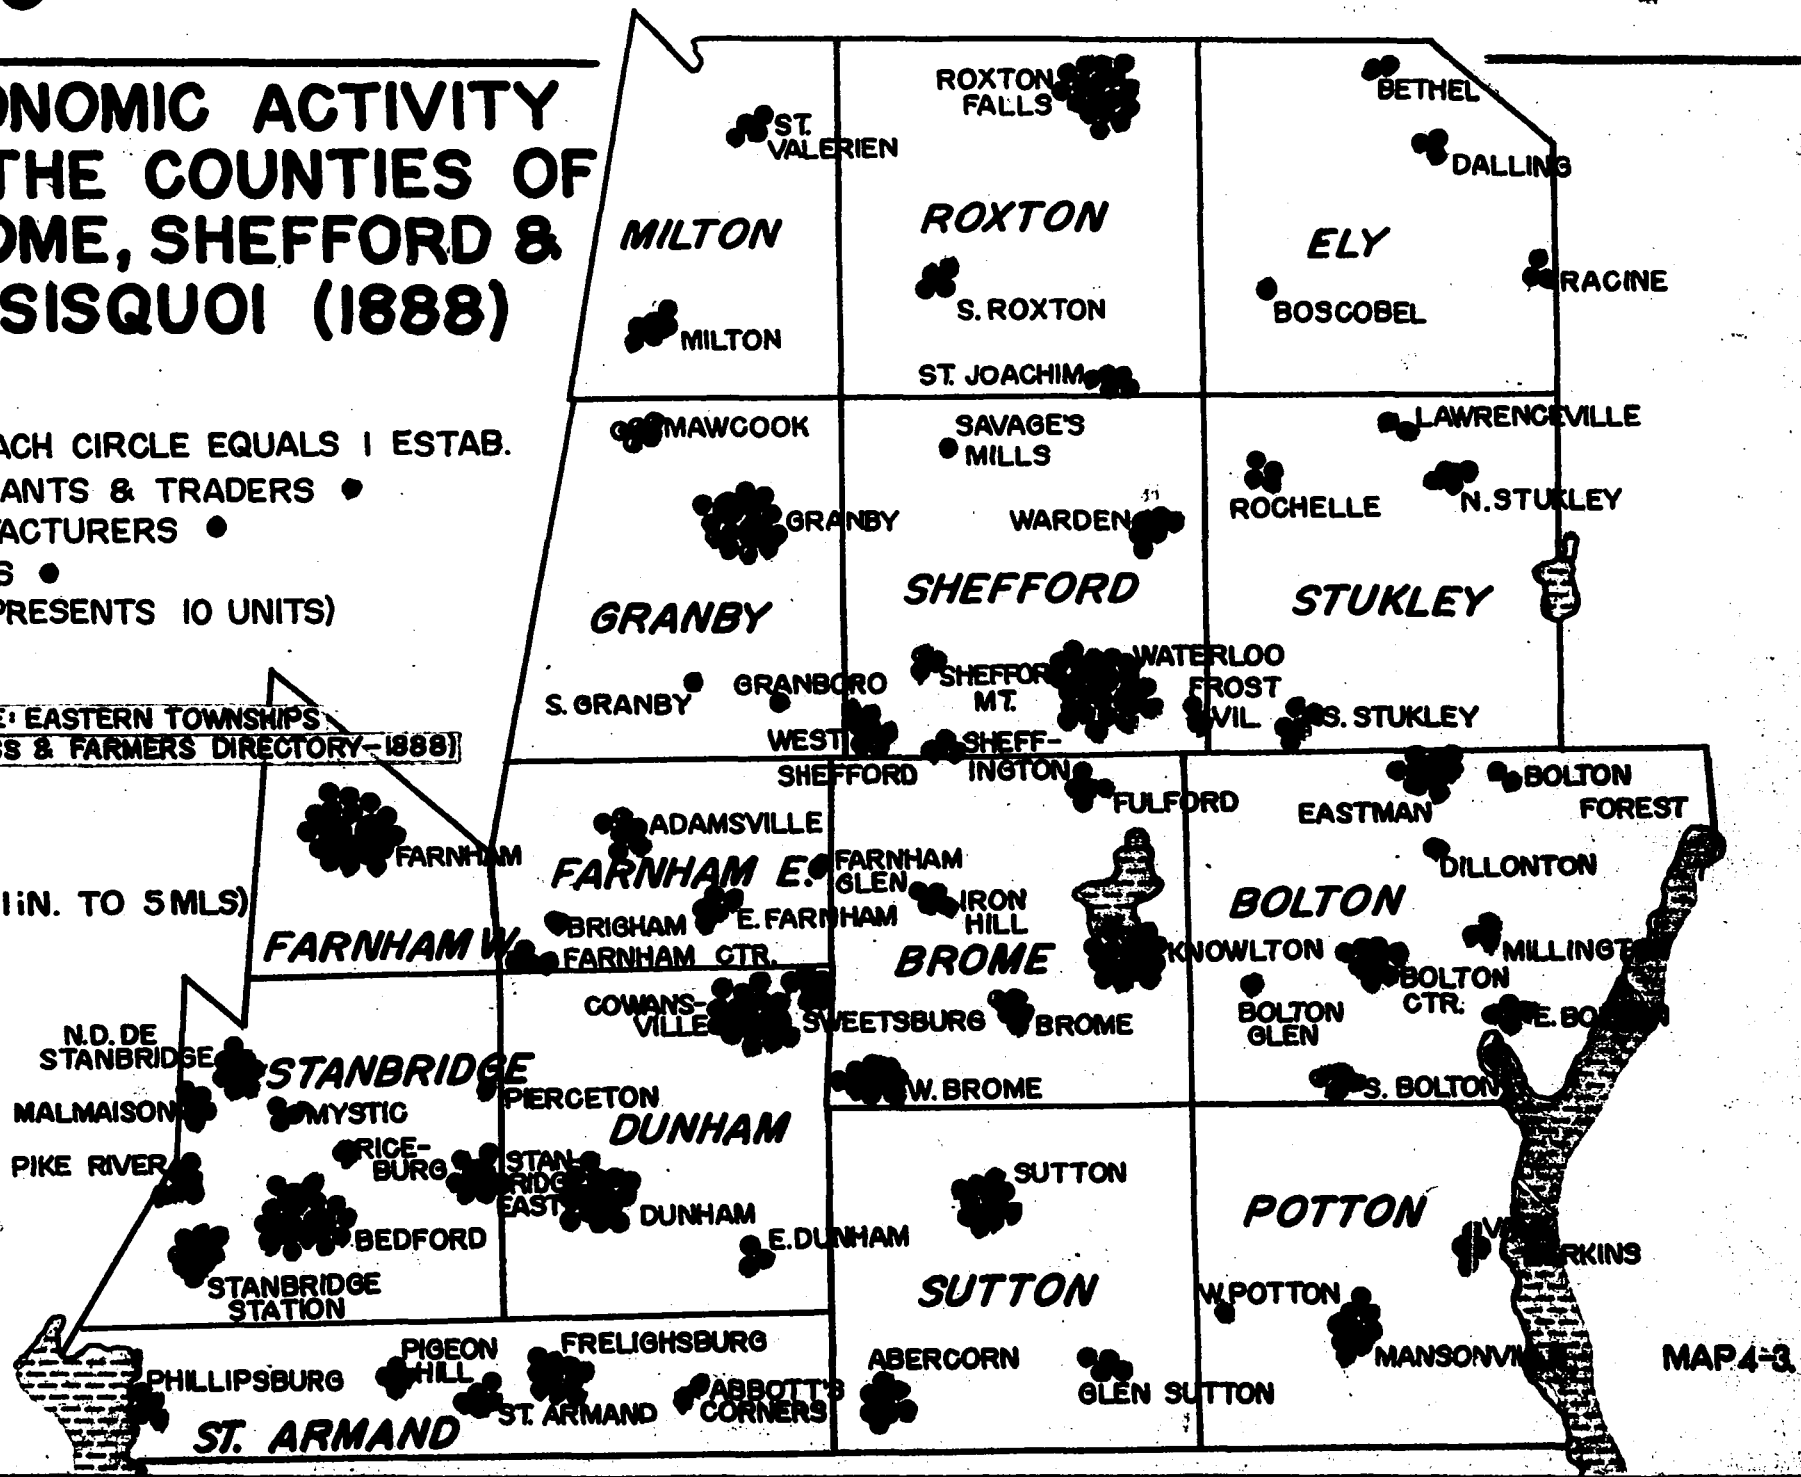 ONOMIC ACTIVITY
THE COUNTIES OF
OME, SHEFFORD &
SISQUOI (1888)
ACH CIRCLE EQUALS 1 ESTAB.
ANTS & TRADERS
FACTURERS
S
PRESENTS 10 UNITS)
E: EASTERN TOWNSHIPS
SS & FARMERS DIRECTORY-1888)
1 IN. TO 5 MLS)
ROXTON
FALLS
BETHEL
ST.
VALERIEN
DALLING
MILTON
ROXTON
ELY
S. ROXTON
BOSCOBEL
RACINE
MILTON
ST. JOACHIM
MAWCOOK
SAVAGE'S
MILLS
LAWRENCEVILLE
GRANBY
WARDEN
ROCHELLE
N. STUKLEY
GRANBY
SHEFFORD
STUKLEY
S. GRANBY
GRANBORO
SHEFFOR
MT.
WATERLOO
FROST
VIL.
S. STUKLEY
WEST
SHEFFORD
SHEFF-
INGTON
FULFORD
EASTMAN
BOLTON
FOREST
FARNHAM
ADAMSVILLE
FARNHAM E.
FARNHAM
GLEN
IRON
HILL
DILLONTON
BOLTON
BRIGHAM
E. FARNHAM
FARNHAM W.
FARNHAM CTR.
BROME
KNOWLTON
MILLINGT
BOLTON
CTR.
BOLTON
GLEN
E. BO
COWANS-
VILLE
SWEETSBURG
BROME
N.D. DE
STANBRIDGE
STANBRIDGE
PIERCETON
W. BROME
S. BOLTON
MALMAISON
MYSTIC
DUNHAM
PIKE RIVER
RICE-
BURG
STAN-
RIDG
EAST
DUNHAM
SUTTON
POTTON
BEDFORD
E. DUNHAM
V
RKINS
STANBRIDGE
STATION
SUTTON
W. POTTON
MANSONVI
PHILLIPSBURG
PIGEON
HILL
FRELIGHSBURG
ST. ARMAND
ABBOTT'S
CORNERS
ABERCORN
GLEN SUTTON
ST. ARMAND
MAP 4-3.